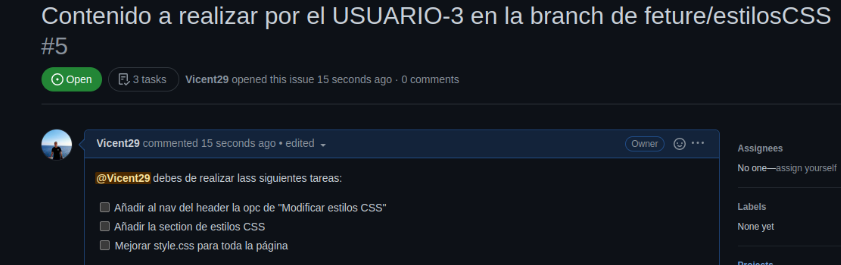 Contenido a realizar por el USUARIO-3 en la branch de feture/estilosCSS
#5
Open 3 tasks Vicent29 opened this issue 15 seconds ago · 0 comments
Vicent29 commented 15 seconds ago • edited Owner
Assignees
@Vicent29 debes de realizar lass siguientes tareas:
No one—assign yourself
Añadir al nav del header la opc de "Modificar estilos CSS"
Labels
Añadir la section de estilos CSS
None yet
Mejorar style.css para toda la página
Projects